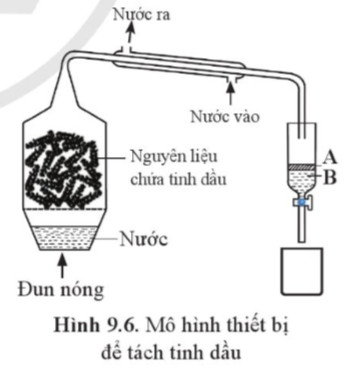 Nước ra
Nước vào
A
B
Nguyên liệu
chứa tinh dầu
Nước
Đun nóng
Hình 9.6. Mô hình thiết bị
để tách tinh dầu